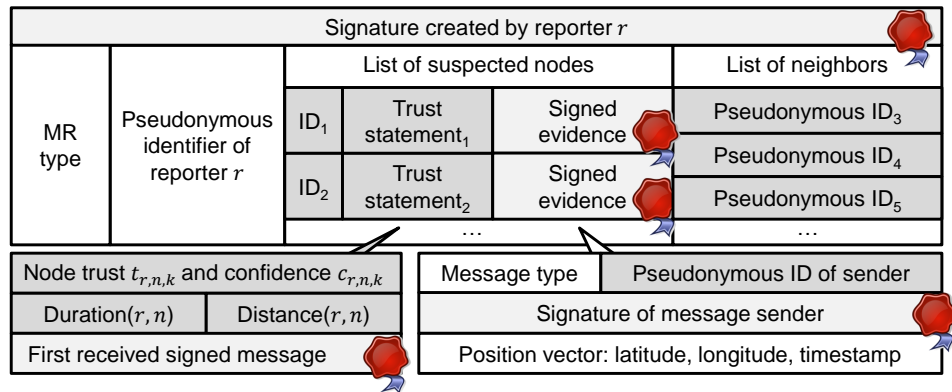 Signature created by reporter r
MR
type
Pseudonymous
identifier of
reporter r
List of suspected nodes
ID1
Trust
statement1
Signed
evidence
ID2
Trust
statement2
Signed
evidence
…
List of neighbors
Pseudonymous ID3
Pseudonymous ID4
Pseudonymous ID5
…
Node trust t_{r,n,k} and confidence c_{r,n,k}
Duration(r, n)
Distance(r, n)
First received signed message
Message type
Pseudonymous ID of sender
Signature of message sender
Position vector: latitude, longitude, timestamp